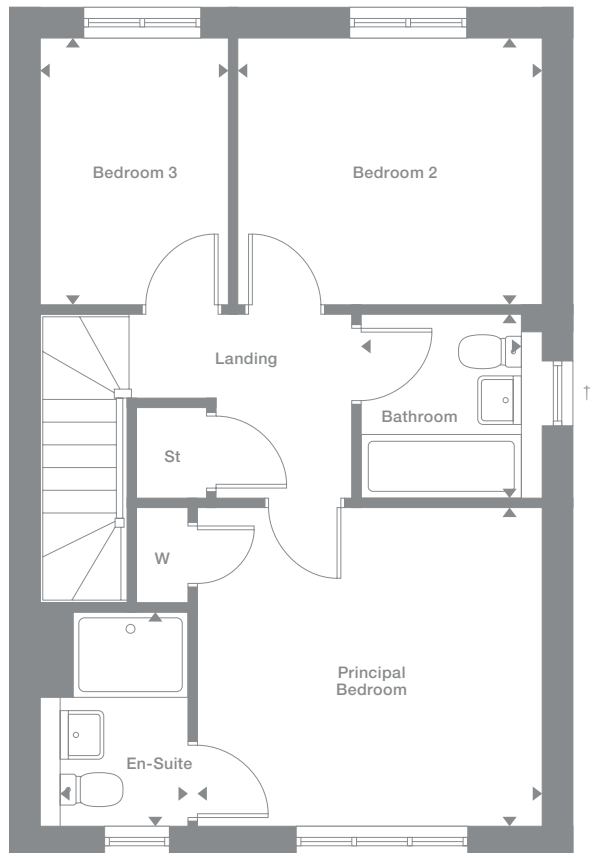 Bedroom 3
Bedroom 2
Landing
†
Bathroom
St
W
Principal
Bedroom
En-Suite